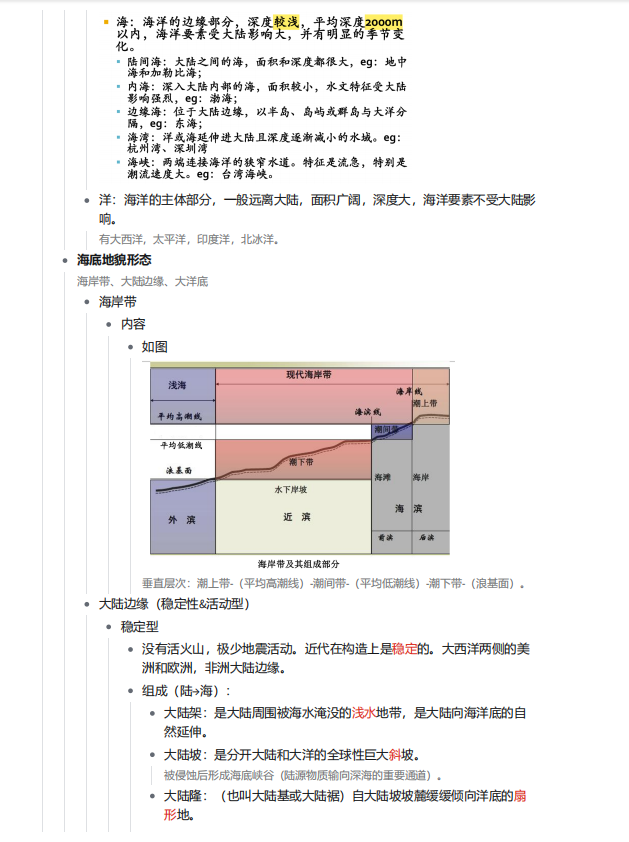 海：海洋的边缘部分，深度较浅，平均深度2000m
以内，海洋要素受大陆影响大，并有明显的季节变
化。
陆间海：大陆之间的海，面积和深度都很大，eg：地中
海和加勒比海；
内海：深入大陆内部的海，面积较小，水文特征受大陆
影响强烈，eg：渤海；
边缘海：位于大陆边缘，以半岛、岛屿或群岛与大洋分
隔，eg：东海；
海湾：洋或海延伸进大陆且深度逐渐减小的水域。eg：
杭州湾、深圳湾
海峡：两端连接海洋的狭窄水道。特征是流急，特别是
潮流速度大。eg：台湾海峡。
洋：海洋的主体部分，一般远离大陆，面积广阔，深度大，海洋要素不受大陆影
响。
有大西洋，太平洋，印度洋，北冰洋。
海底地貌形态
海岸带、大陆边缘、大洋底
海岸带
内容
如图
现代海岸带
浅海
海岸线
潮上带
海滨线
平均高潮线
潮间带
平均低潮线
潮下带
浪基面
海滩
海岸
水下岸坡
外 滨
近 滨
海 滨
前滨
后滨
海岸带及其组成部分
垂直层次：潮上带-（平均高潮线）-潮间带-（平均低潮线）-潮下带-（浪基面）。
大陆边缘（稳定性&活动型）
稳定型
没有活火山，极少地震活动。近代在构造上是稳定的。大西洋两侧的美
洲和欧洲，非洲大陆边缘。
组成（陆→海）：
大陆架：是大陆周围被海水淹没的浅水地带，是大陆向海洋底的自
然延伸。
大陆坡：是分开大陆和大洋的全球性巨大斜坡。
被侵蚀后形成海底峡谷（陆源物质输向深海的重要通道）。
大陆隆：（也叫大陆基或大陆裾）自大陆坡坡麓缓缓倾向洋底的扇
形地。